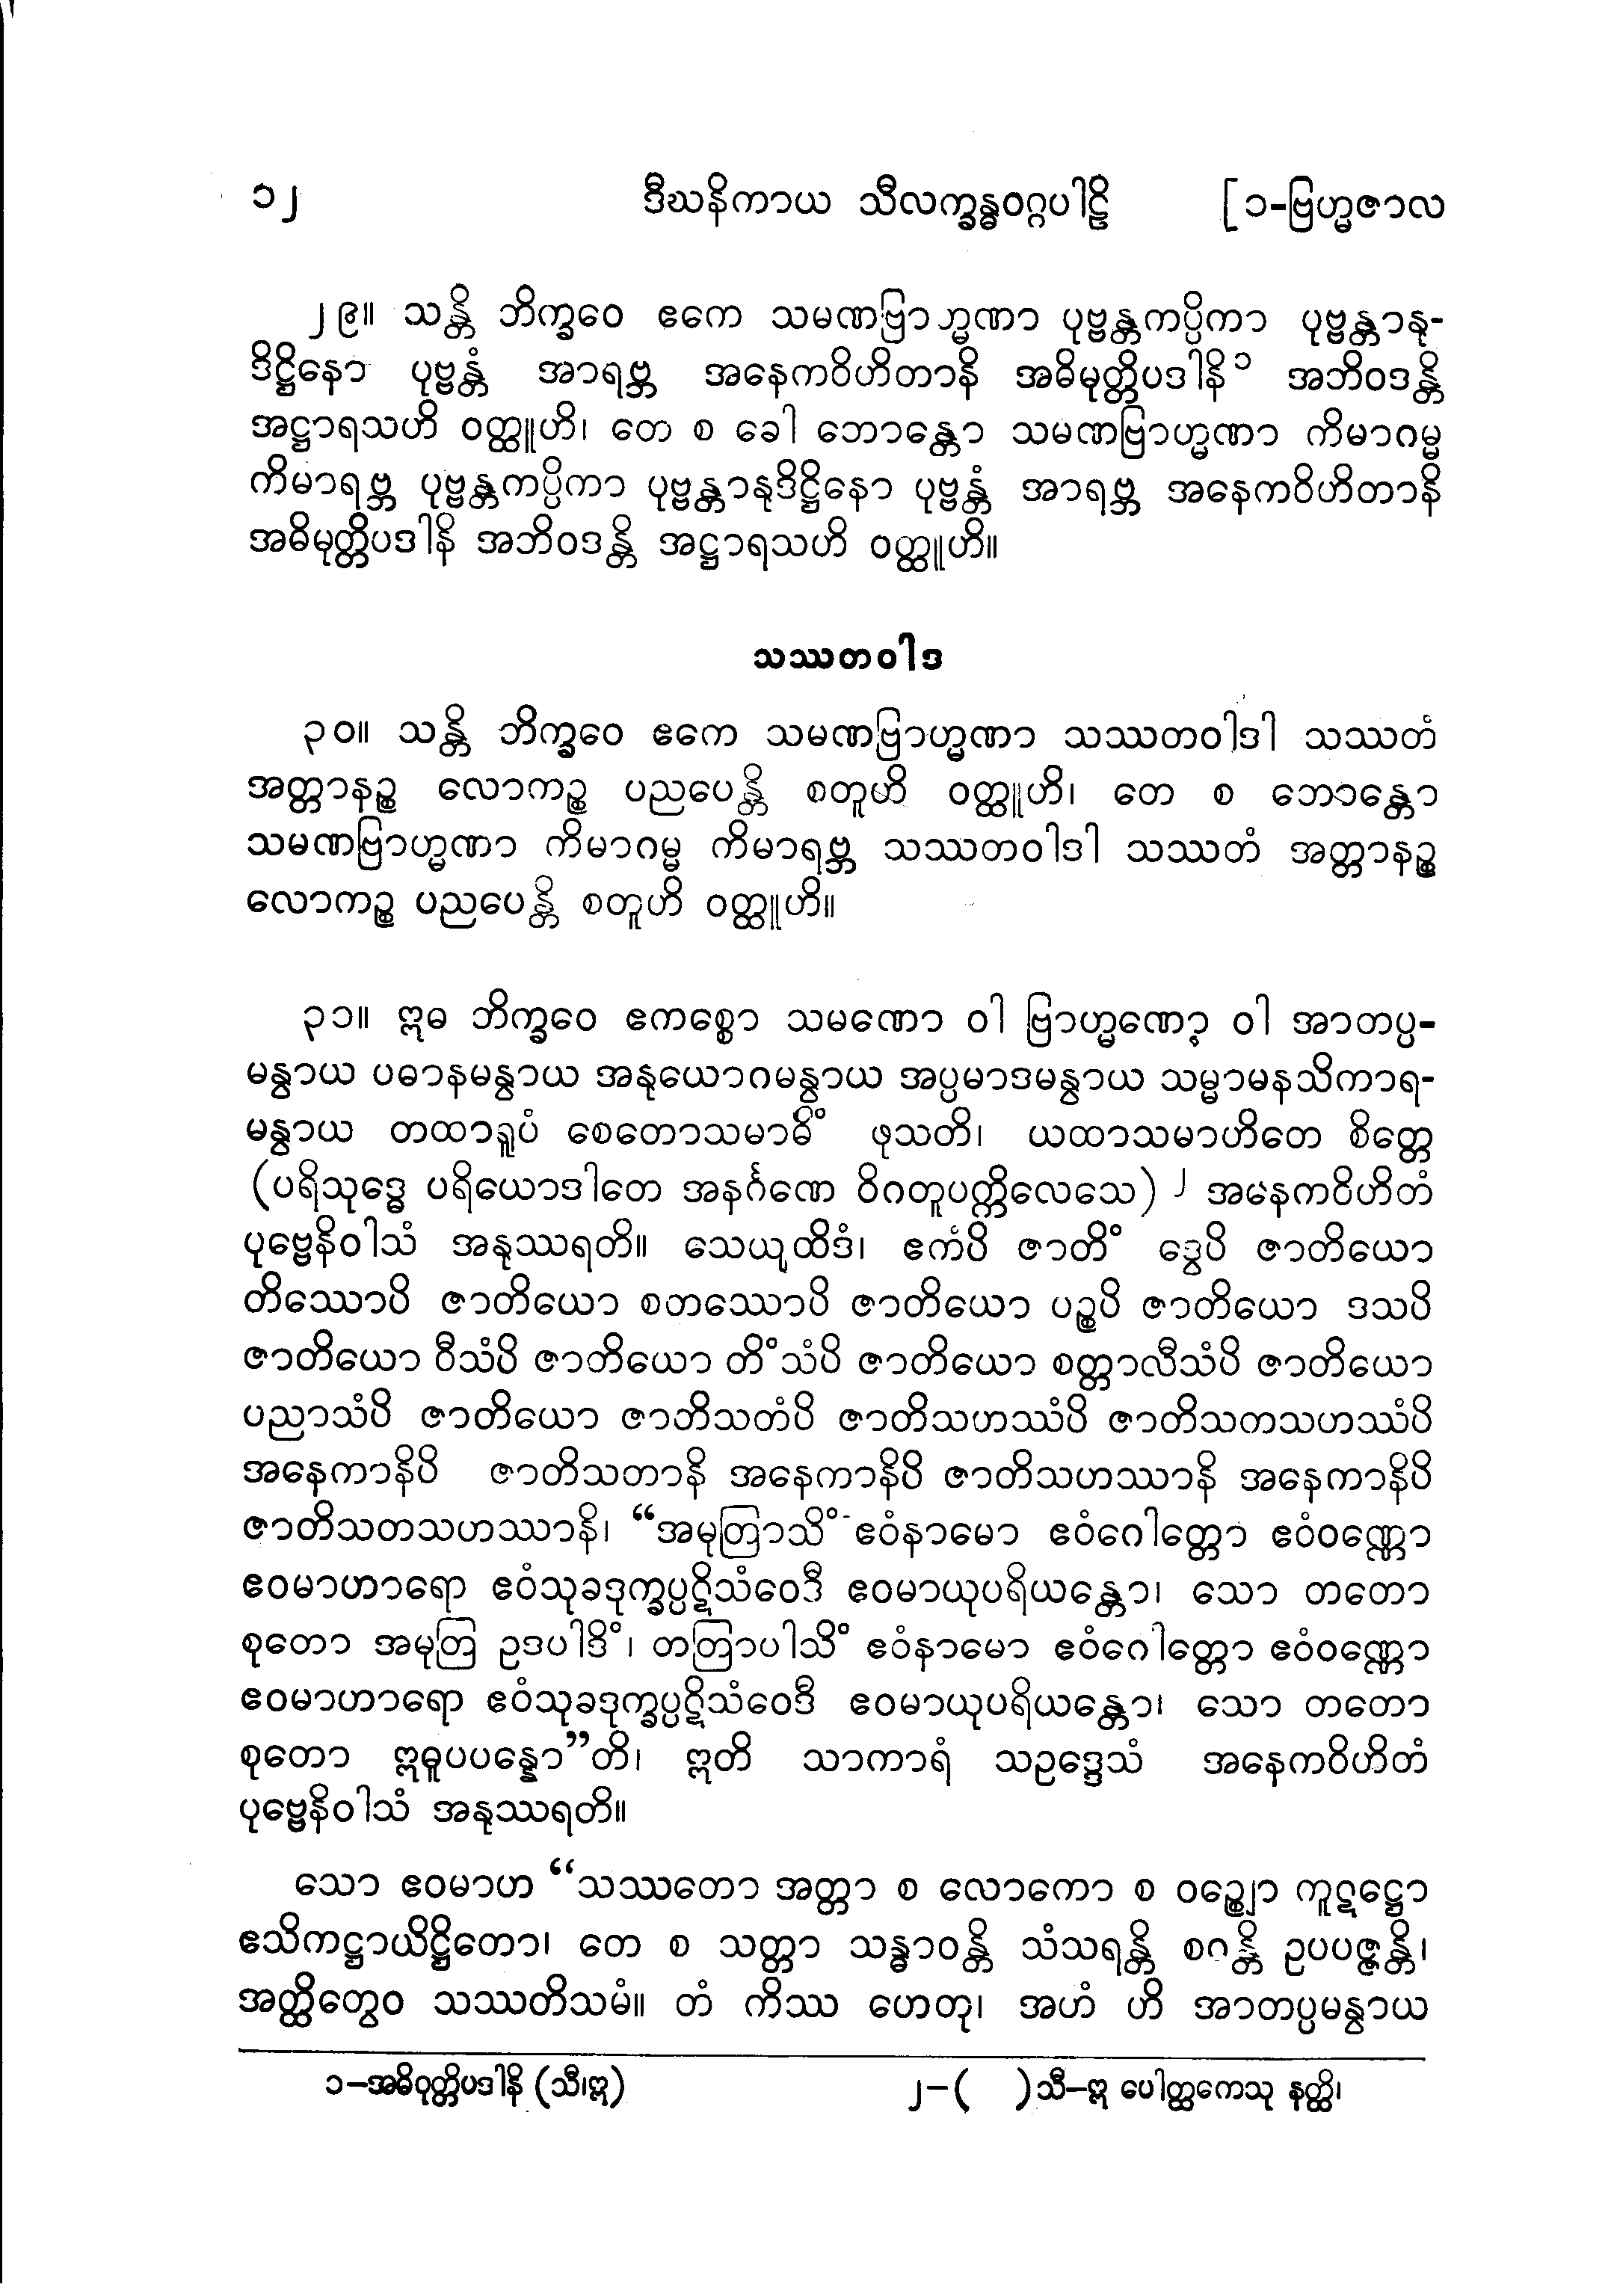 ၁၂ ဒီဃနိကာယ သီလက္ခန္ဓဝဂ္ဂပါဠိ [၁-ဗြဟ္မဇာလ
၂၉။ သန္တိ ဘိက္ခဝေ ဧကေ သမဏဗြာဟ္မဏာ ပုဗ္ဗန္တကပ္ပိကာ ပုဗ္ဗန္တာနု-
ဒိဋ္ဌိနော ပုဗ္ဗန္တံ အာရဗ္ဘ အနေကဝိဟိတာနိ အဓိမုတ္တိပဒါနိ၁ အဘိဝဒန္တိ
အဋ္ဌာရသဟိ ဝတ္ထူဟိ၊ တေ စ ခေါ ဘောန္တော သမဏဗြာဟ္မဏာ ကိမာဂမ္မ
ကိမာရဗ္ဘ ပုဗ္ဗန္တကပ္ပိကာ ပုဗ္ဗန္တာနုဒိဋ္ဌိနော ပုဗ္ဗန္တံ အာရဗ္ဘ အနေကဝိဟိတာနိ
အဓိမုတ္တိပဒါနိ အဘိဝဒန္တိ အဋ္ဌာရသဟိ ဝတ္ထူဟိ။
သဿတဝါဒ
၃၀။ သန္တိ ဘိက္ခဝေ ဧကေ သမဏဗြာဟ္မဏာ သဿတဝါဒါ သဿတံ
အတ္တာနဉ္စ လောကဉ္စ ပညပေန္တိ စတူဟိ ဝတ္ထူဟိ၊ တေ စ ဘောန္တော
သမဏဗြာဟ္မဏာ ကိမာဂမ္မ ကိမာရဗ္ဘ သဿတဝါဒါ သဿတံ အတ္တာနဉ္စ
လောကဉ္စ ပညပေန္တိ စတူဟိ ဝတ္ထူဟိ။
၃၁။ ဣဓ ဘိက္ခဝေ ဧကစ္စော သမဏော ဝါ ဗြာဟ္မဏော ဝါ အာတပ္ပ-
မန္ွာယ ပဓာနမန္ွာယ အနုယောဂမန္ွာယ အပ္ပမာဒမန္ွာယ သမ္မာမနသိကာရ-
မန္ွာယ တထာရူပံ စေတောသမာဓိံ ဖုသတိ၊ ယထာသမာဟိတေ စိတ္တေ
(ပရိသုဒ္ဓေ ပရိယောဒါတေ အနင်္ဂဏေ ဝိဂတူပက္ကိလေသေ) ၂ အနေကဝိဟိတံ
ပုဗ္ဗေနိဝါသံ အနုဿရတိ။ သေယျထိဒံ၊ ဧကံပိ ဇာတိံ ဒွေပိ ဇာတိယော
တိဿောပိ ဇာတိယော စတဿောပိ ဇာတိယော ပဉ္စပိ ဇာတိယော ဒသပိ
ဇာတိယော ဝီသံပိ ဇာတိယော တိံသံပိ ဇာတိယော စတ္တာလီသံပိ ဇာတိယော
ပညာသံပိ ဇာတိယော ဇာတိသတံပိ ဇာတိသဟဿံပိ ဇာတိသကသဟဿံပိ
အနေကာနိပိ ဇာတိသတာနိ အနေကာနိပိ ဇာတိသဟဿာနိ အနေကာနိပိ
ဇာတိသတသဟဿာနိ၊ “အမုတြာသိံ ဧဝံနာမော ဧဝံဂေါတ္တော ဧဝံဝဏ္ဏော
ဧဝမာဟာရော ဧဝံသုခဒုက္ခပ္ပဋိသံဝေဒီ ဧဝမာယုပရိယန္တော၊ သော တတော
စုတော အမုတြ ဥဒပါဒိံ၊ တတြာပါသိံ ဧဝံနာမော ဧဝံဂေါတ္တော ဧဝံဝဏ္ဏော
ဧဝမာဟာရော ဧဝံသုခဒုက္ခပ္ပဋိသံဝေဒီ ဧဝမာယုပရိယန္တော၊ သော တတော
စုတော ဣဓူပပန္နော”တိ၊ ဣတိ သာကာရံ သဥဒ္ဒေသံ အနေကဝိဟိတံ
ပုဗ္ဗေနိဝါသံ အနုဿရတိ။
သော ဧဝမာဟ “သဿတော အတ္တာ စ လောကော စ ဝဉ္ဈော ကူဋဋ္ဌော
ဧသိကဋ္ဌာယိဋ္ဌိတော၊ တေ စ သတ္တာ သန္ဓာဝန္တိ သံသရန္တိ စဝန္တိ ဥပပဇ္ဇန္တိ၊
အတ္ထိတွေဝ သဿတိသမံ။ တံ ကိဿ ဟေတု၊ အဟံ ဟိ အာတပ္ပမန္ွာယ
၁-အဓိဝုတ္တိပဒါနိ (သီ၊ဣ) ၂-( )သီ-ဣ ပေါတ္ထကေသု နတ္ထိ၊